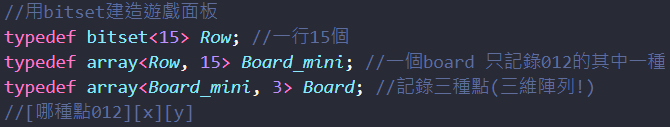 //用bitset建造遊戲面板
typedef bitset<15> Row; //一行15個
typedef array<Row, 15> Board_mini; //一個board 只記錄012的其中一種
typedef array<Board_mini, 3> Board; //記錄三種點(三維陣列!)
//[哪種點012][x][y]